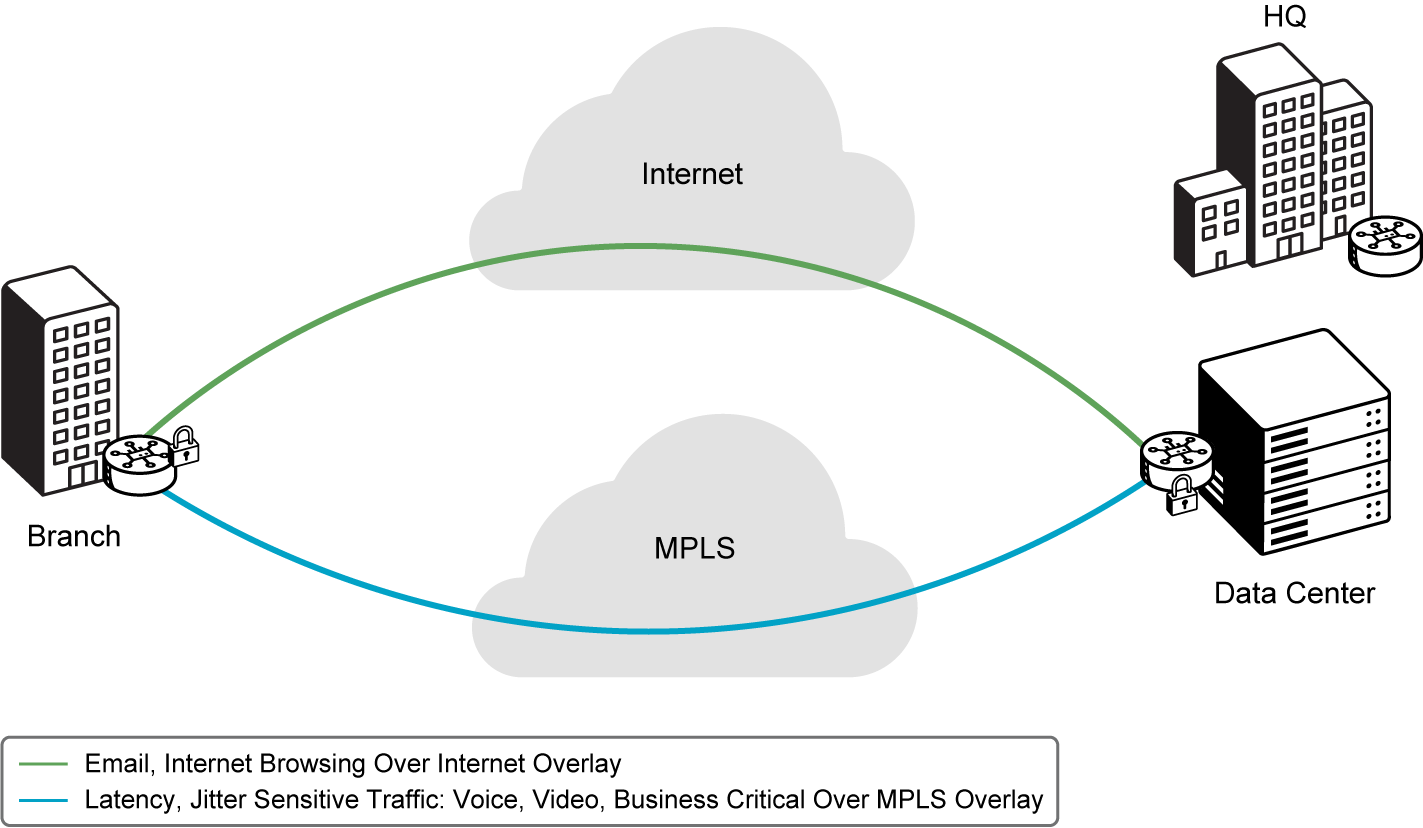 HQ
Internet
Branch
MPLS
Data Center
Email, Internet Browsing Over Internet Overlay
Latency, Jitter Sensitive Traffic: Voice, Video, Business Critical Over MPLS Overlay